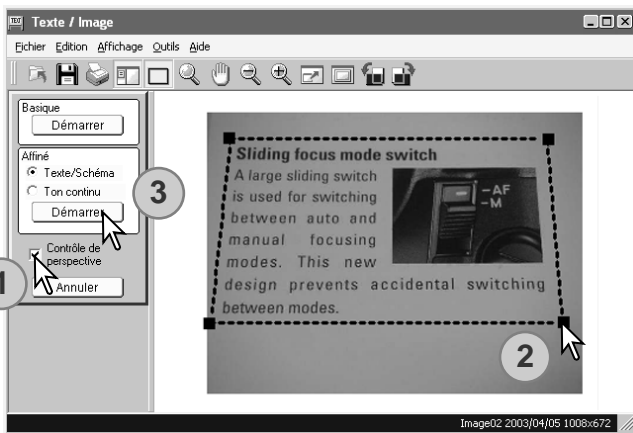 TEXT Texte / Image
Fichier Edition Affichage Outils Aide
Basique
Démarrer
Affiné
Texte/Schéma
Ton continu
Démarrer
3
Contrôle de
perspective
1
Annuler
Sliding focus mode
switch
A large sliding switch
is used for switching
between auto and
manual focusing
modes. This new
design prevents accidental switching
between modes.
-AF
-M
2
Image02 2003/04/05 1008x672